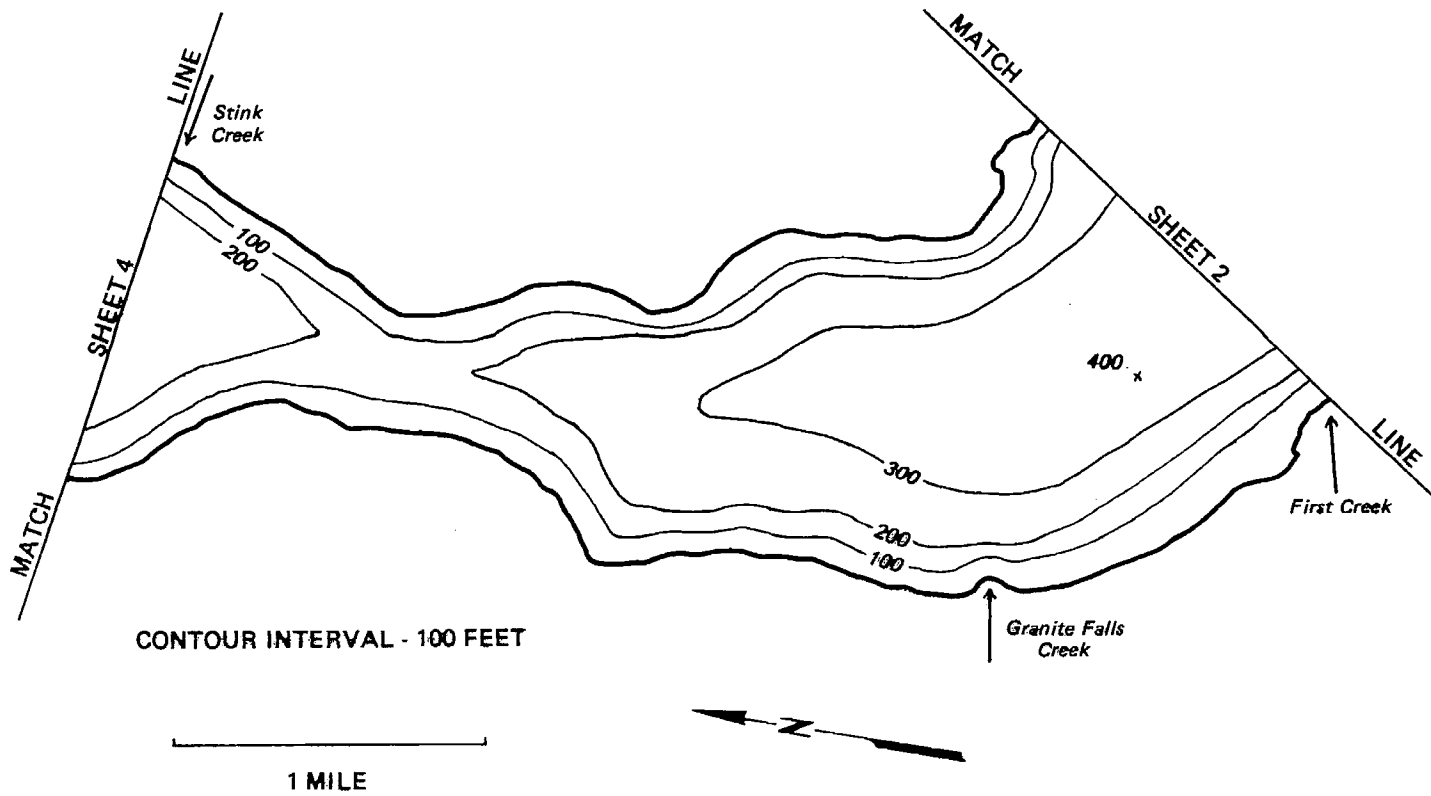 MATCH
LINE
SHEET 4
MATCH
Stink
Creek
MATCH
SHEET 2
LINE
100
200
400
300
200
100
First Creek
Granite Falls
Creek
CONTOUR INTERVAL - 100 FEET
N
1 MILE